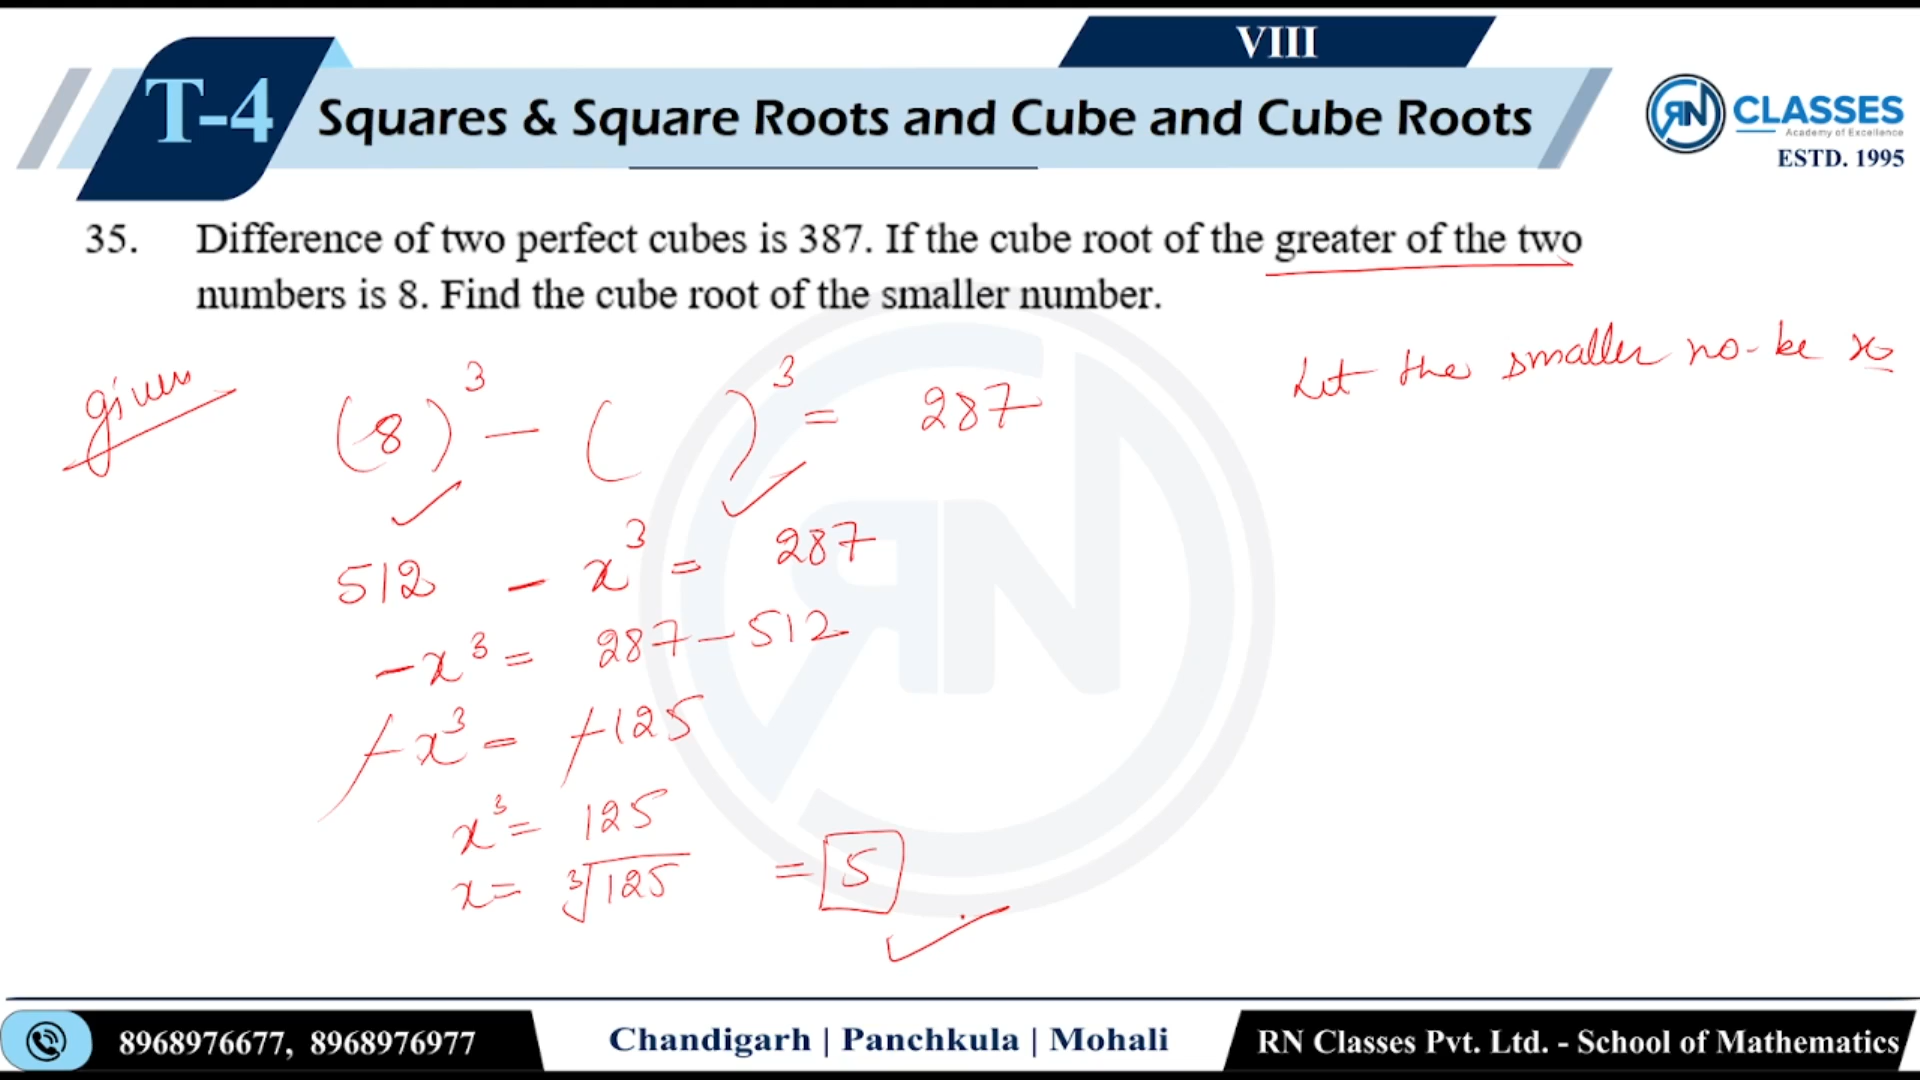 VIII
T-4 Squares & Square Roots and Cube and Cube Roots
RN CLASSES
Academy of Excellence
ESTD. 1995
35. Difference of two perfect cubes is 387. If the cube root of the greater of the two
numbers is 8. Find the cube root of the smaller number.
Let the smaller no. be x
given (8)³ - ( )³ = 287
512 - x³ = 287
-x³ = 287 - 512
-x³ = -125
x³ = 125
x = ∛125 = 5
RN
8968976677, 8968976977
Chandigarh | Panchkula | Mohali
RN Classes Pvt. Ltd. - School of Mathematics